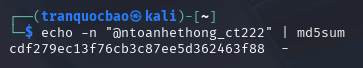 ┌──(tranquocbao㉿kali)-[~]
└─$ echo -n "@ntoanhethong_ct222" | md5sum
cdf279ec13f76cb3c87ee5d362463f88  -